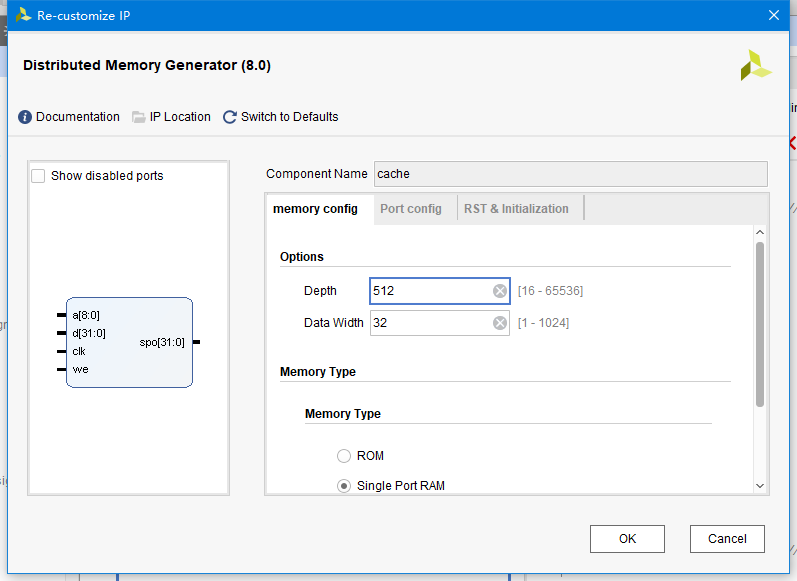 Re-customize IP
Distributed Memory Generator (8.0)
Documentation IP Location Switch to Defaults
Show disabled ports
Component Name cache
memory config Port config RST & Initialization
Options
Depth 512 [16 - 65536]
Data Width 32 [1 - 1024]
a[8:0]
d[31:0]
clk
we
spo[31:0]
Memory Type
Memory Type
ROM
Single Port RAM
OK Cancel